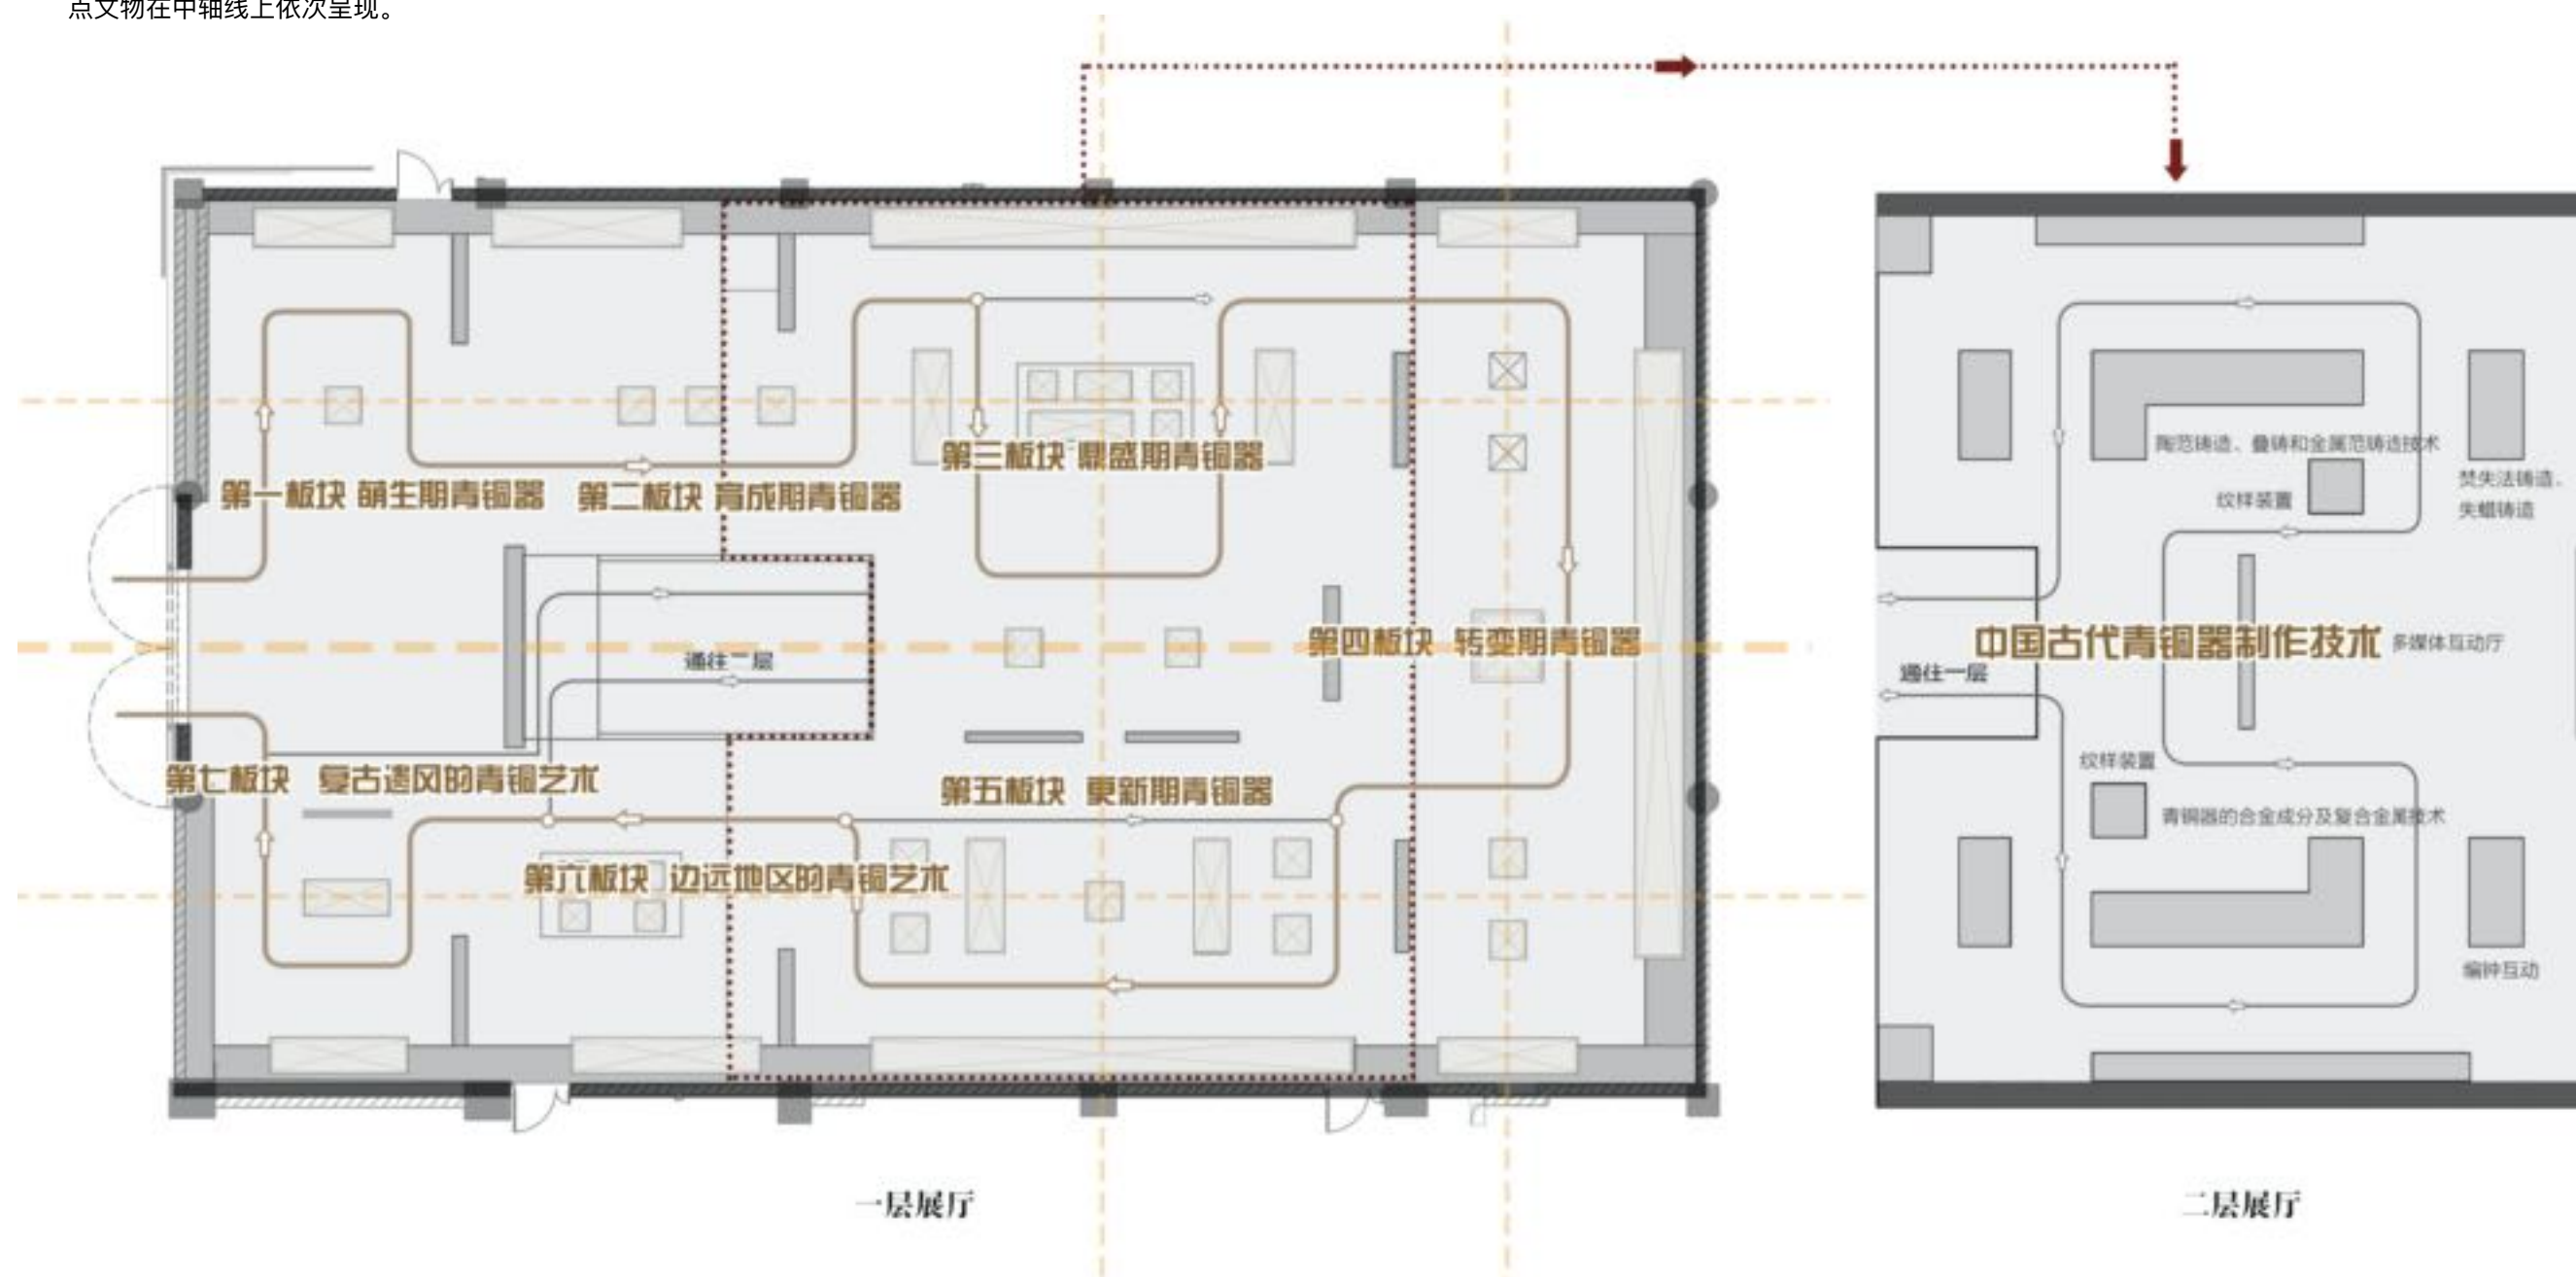 点文物在中轴线上依次呈现。
第一板块 萌生期青铜器
第二板块 育成期青铜器
第三板块 鼎盛期青铜器
第四板块 转变期青铜器
通往二层
第七板块 复古遗风的青铜艺术
第五板块 更新期青铜器
第六板块 边远地区的青铜艺术
一层展厅
陶范铸造、叠铸和金属范铸造技术
纹样装置
焚失法铸造、
失蜡铸造
中国古代青铜器制作技术
多媒体互动厅
通往一层
纹样装置
青铜器的合金成分及复合金属技术
编钟互动
二层展厅